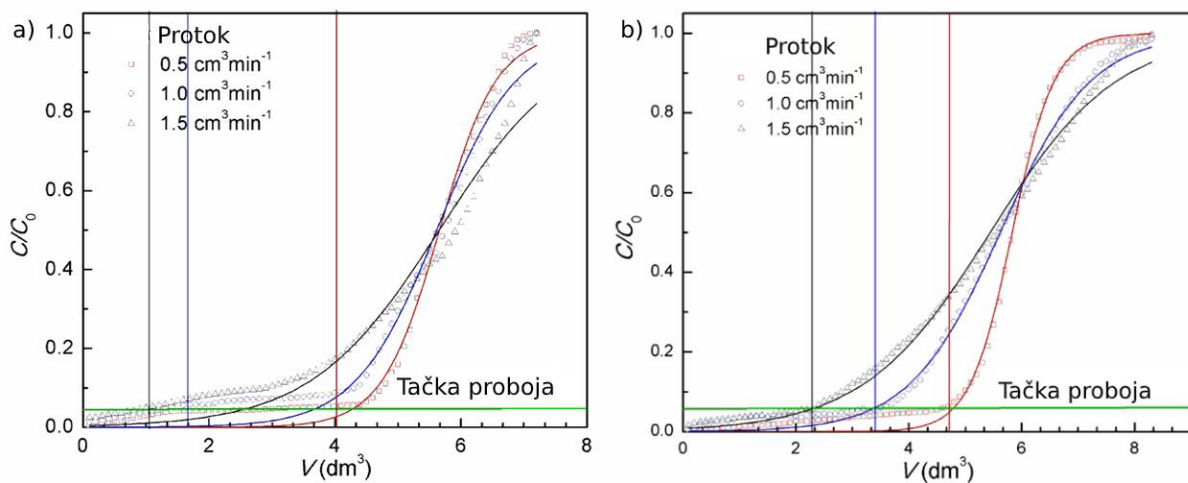 a)
Protok
0.5 cm³min⁻¹
1.0 cm³min⁻¹
1.5 cm³min⁻¹
1.0
0.8
0.6
0.4
0.2
0.0
C/C₀
Tačka proboja
0 2 4 6 8
V (dm³)
b)
Protok
0.5 cm³min⁻¹
1.0 cm³min⁻¹
1.5 cm³min⁻¹
1.0
0.8
0.6
0.4
0.2
0.0
C/C₀
Tačka proboja
0 2 4 6 8
V (dm³)